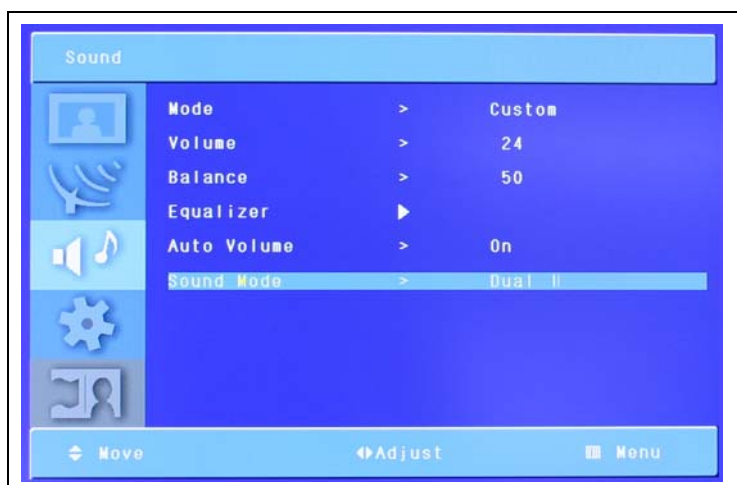 Sound
Mode > Custom
Volume > 24
Balance > 50
Equalizer ▶
Auto Volume > On
Sound Mode > Dual II
Move Adjust Menu